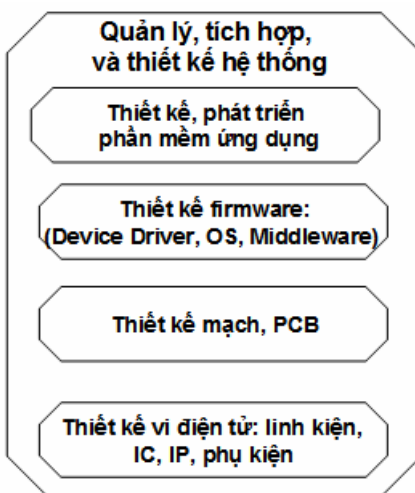 Quản lý, tích hợp,
và thiết kế hệ thống
Thiết kế, phát triển
phần mềm ứng dụng
Thiết kế firmware:
(Device Driver, OS, Middleware)
Thiết kế mạch, PCB
Thiết kế vi điện tử: linh kiện,
IC, IP, phụ kiện